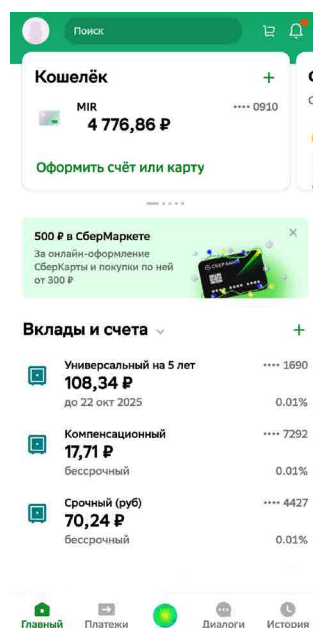 Поиск
Кошелёк
MIR
•••• 0910
4 776,86 ₽
Оформить счёт или карту
500 ₽ в СберМаркете
За онлайн-оформление
СберКарты и покупки по ней
от 300 ₽
СБЕР БАНК
Вклады и счета
Универсальный на 5 лет
•••• 1690
108,34 ₽
до 22 окт 2025
0.01%
Компенсационный
•••• 7292
17,71 ₽
бессрочный
0.01%
Срочный (руб)
•••• 4427
70,24 ₽
бессрочный
0.01%
Главный
Платежи
Диалоги
История